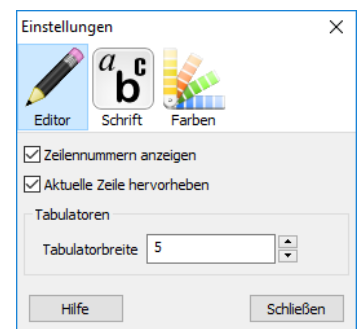 Einstellungen
a b c
Editor Schrift Farben
Zeilennummern anzeigen
Aktuelle Zeile hervorheben
Tabulatoren
Tabulatorbreite 5
Hilfe Schließen